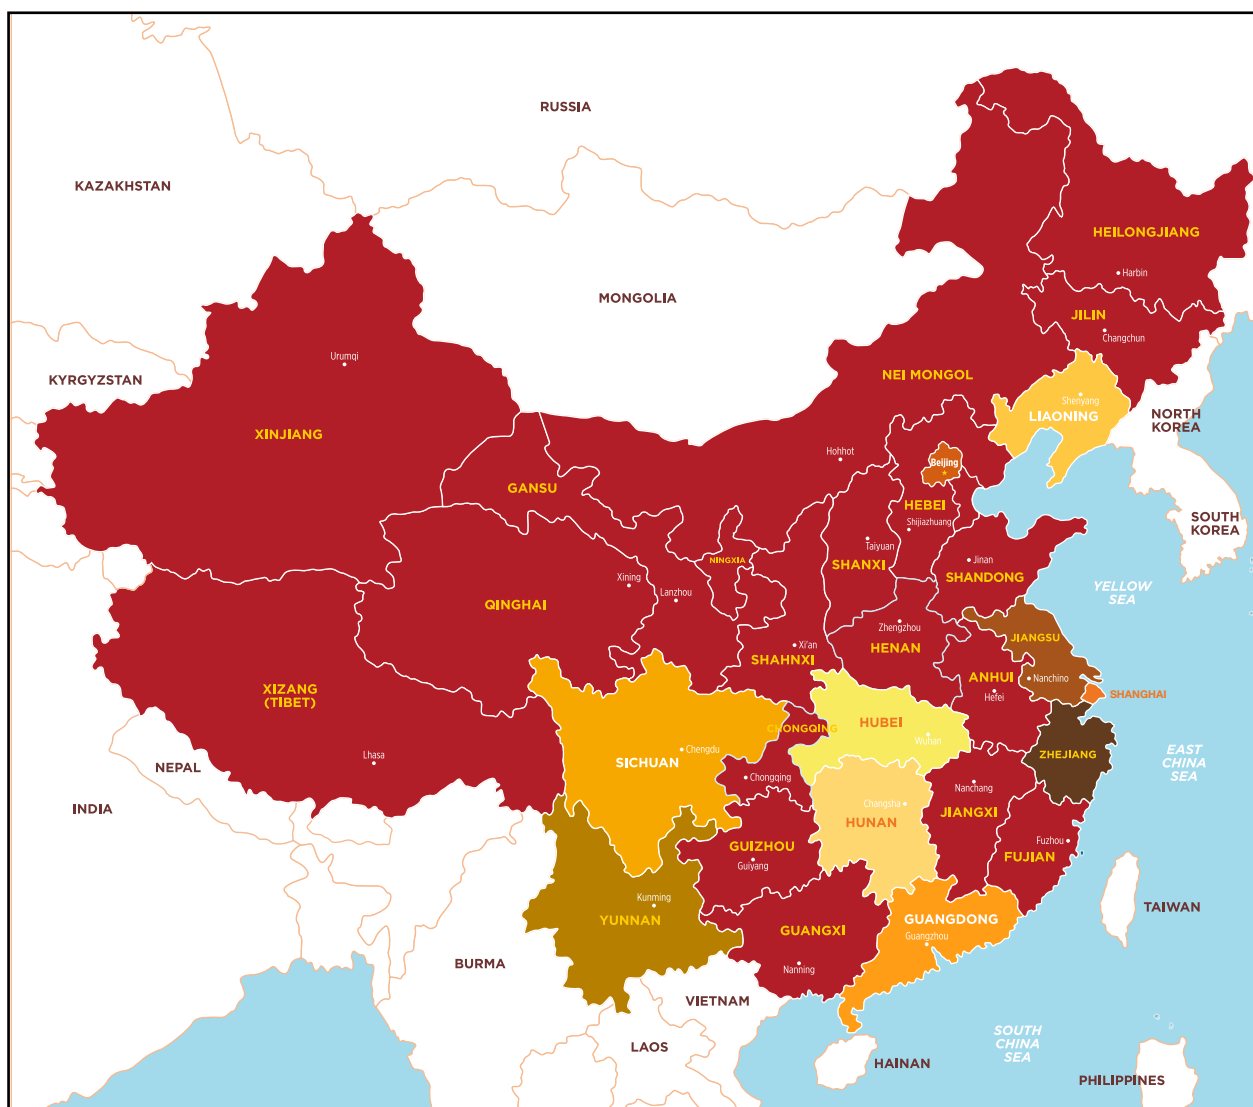 RUSSIA
KAZAKHSTAN
HEILONGJIANG
Harbin
MONGOLIA
JILIN
Changchun
Urumqi
KYRGYZSTAN
NEI MONGOL
Shenyang
LIAONING
NORTH
KOREA
XINJIANG
Hohhot
Beijing
GANSU
HEBEI
Shijiazhuang
SOUTH
KOREA
Taiyuan
NINGXIA
SHANXI
Jinan
SHANDONG
Xining
Lanzhou
YELLOW
SEA
QINGHAI
Zhengzhou
HENAN
JIANGSU
Xi'an
SHAHNXI
ANHUI
Nanchino
Hefei
SHANGHAI
XIZANG
(TIBET)
CHONGQING
HUBEI
Wuhan
ZHEJIANG
EAST
CHINA
SEA
Lhasa
Chengdu
SICHUAN
NEPAL
Chongqing
Nanchang
INDIA
Changsha
HUNAN
JIANGXI
GUIZHOU
Guiyang
Fuzhou
FUJIAN
Kunming
YUNNAN
TAIWAN
GUANGDONG
Guangzhou
GUANGXI
Nanning
BURMA
VIETNAM
LAOS
SOUTH
CHINA
SEA
HAINAN
PHILIPPINES